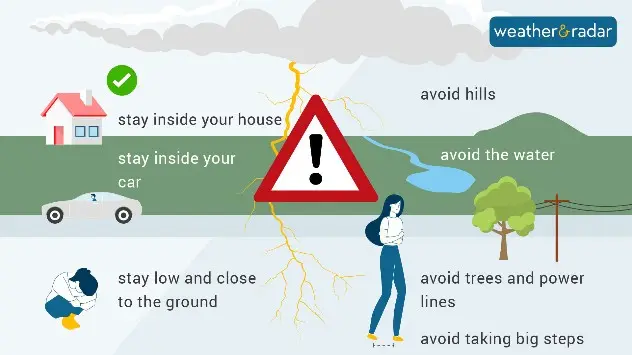 weather&radar
stay inside your house
stay inside your
car
stay low and close
to the ground
avoid hills
avoid the water
avoid trees and power
lines
avoid taking big steps